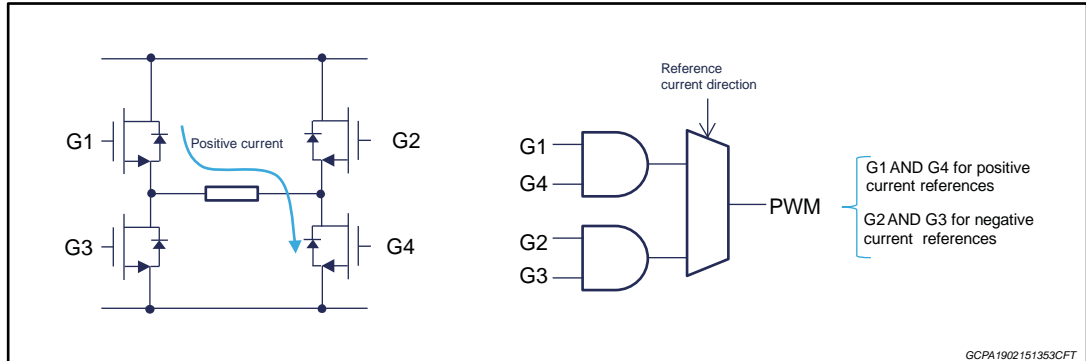 G1
Positive current
G2
G3
G4
Reference
current direction
G1
G4
G2
G3
PWM
G1 AND G4 for positive
current references
G2 AND G3 for negative
current references
GCPA1902151353CFT